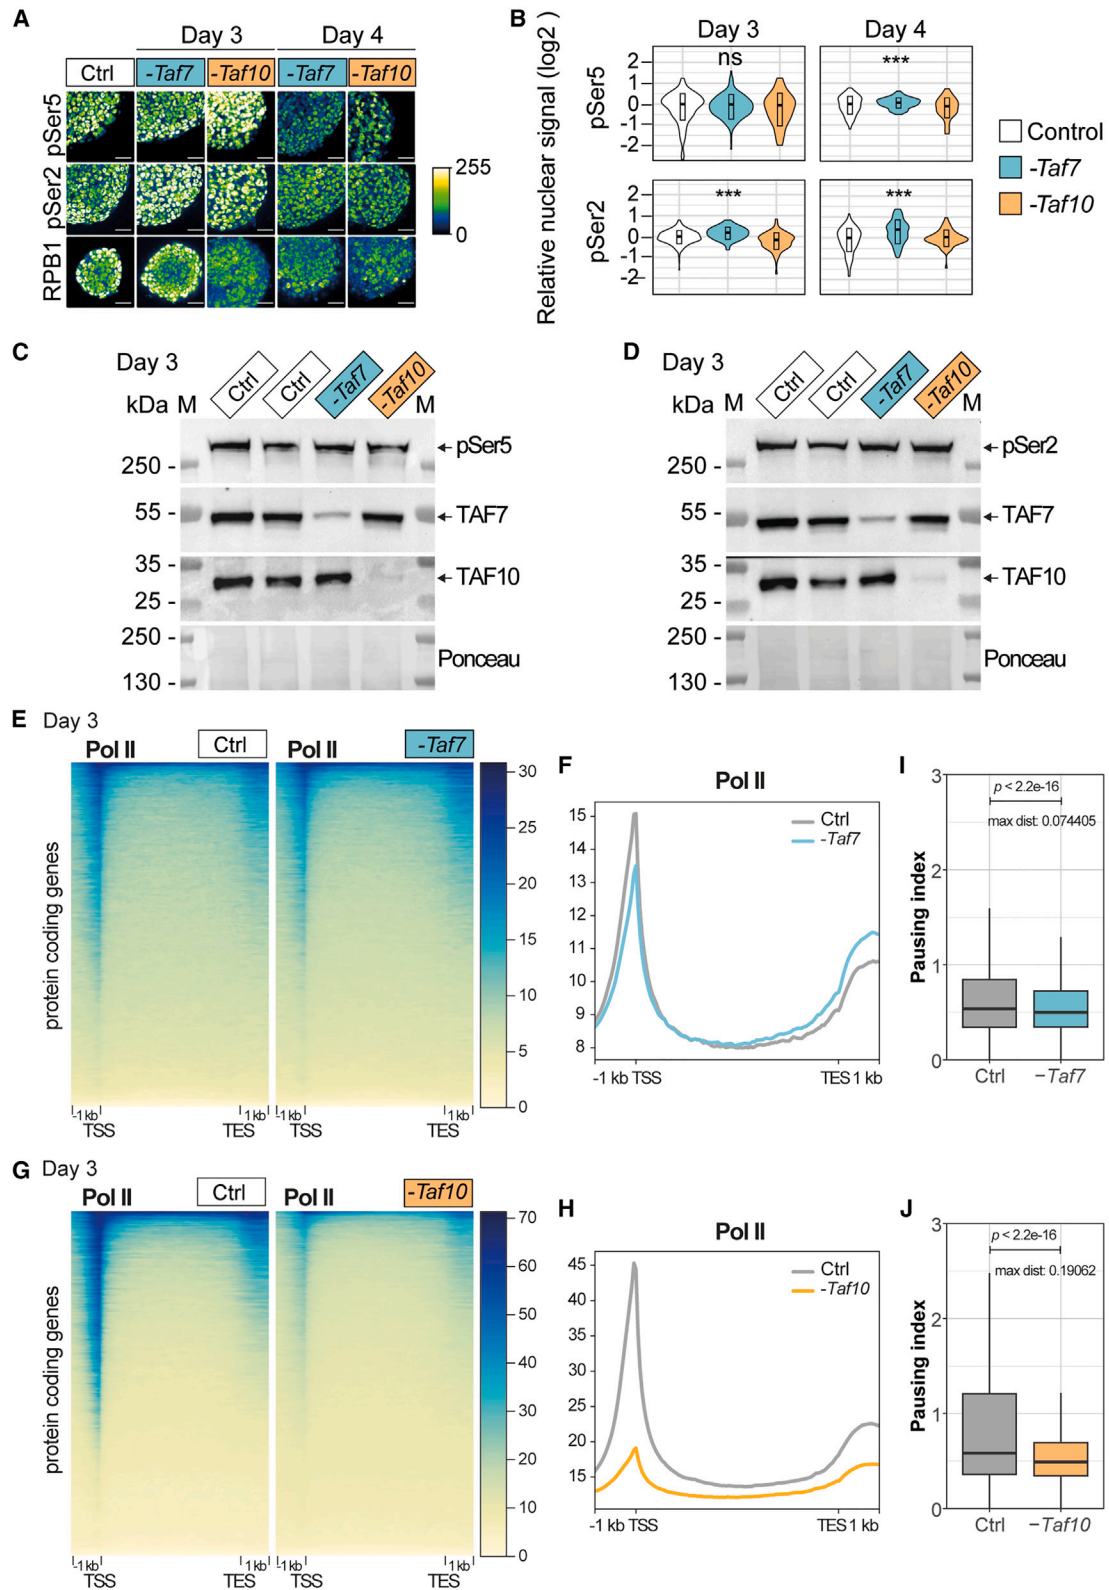 A
Day 3
Day 4
Ctrl
-Taf7
-Taf10
-Taf7
-Taf10
pSer5
pSer2
RPB1
255
0
B
Relative nuclear signal (log2 )
Day 3
Day 4
pSer5
2
1
0
-1
-2
ns
***
pSer2
2
1
0
-1
-2
***
***
Control
-Taf7
-Taf10
C
Day 3
kDa M
Ctrl
Ctrl
-Taf7
-Taf10
M
250 -
pSer5
55 -
TAF7
35 -
TAF10
25 -
250 -
Ponceau
130 -
D
Day 3
kDa M
Ctrl
Ctrl
-Taf7
-Taf10
M
250 -
pSer2
55 -
TAF7
35 -
TAF10
25 -
250 -
Ponceau
130 -
E Day 3
Pol II
Ctrl
Pol II
-Taf7
protein coding genes
30
25
20
15
10
5
0
-1 kb
TSS
1 kb
TES
-1 kb
TSS
1 kb
TES
F
Pol II
Ctrl
-Taf7
15
14
13
12
11
10
9
8
-1 kb TSS
TES 1 kb
I
Pausing index
3
2
1
0
p < 2.2e-16
max dist: 0.074405
Ctrl
−Taf7
G Day 3
Pol II
Ctrl
Pol II
-Taf10
protein coding genes
70
60
50
40
30
20
10
0
-1 kb
TSS
1 kb
TES
-1 kb
TSS
1 kb
TES
H
Pol II
Ctrl
-Taf10
45
40
35
30
25
20
15
-1 kb TSS
TES 1 kb
J
Pausing index
3
2
1
0
p < 2.2e-16
max dist: 0.19062
Ctrl
−Taf10